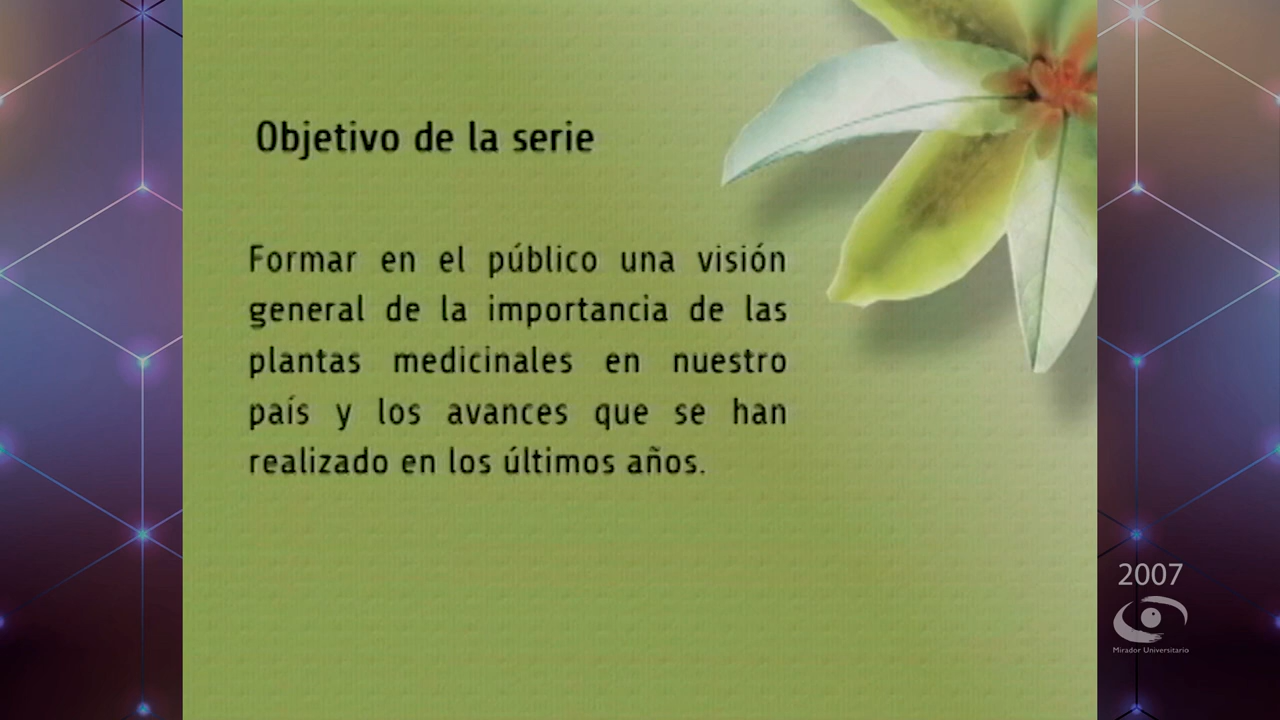 Objetivo de la serie
Formar en el público una visión
general de la importancia de las
plantas medicinales en nuestro
país y los avances que se han
realizado en los últimos años.
2007
Mirador Universitario